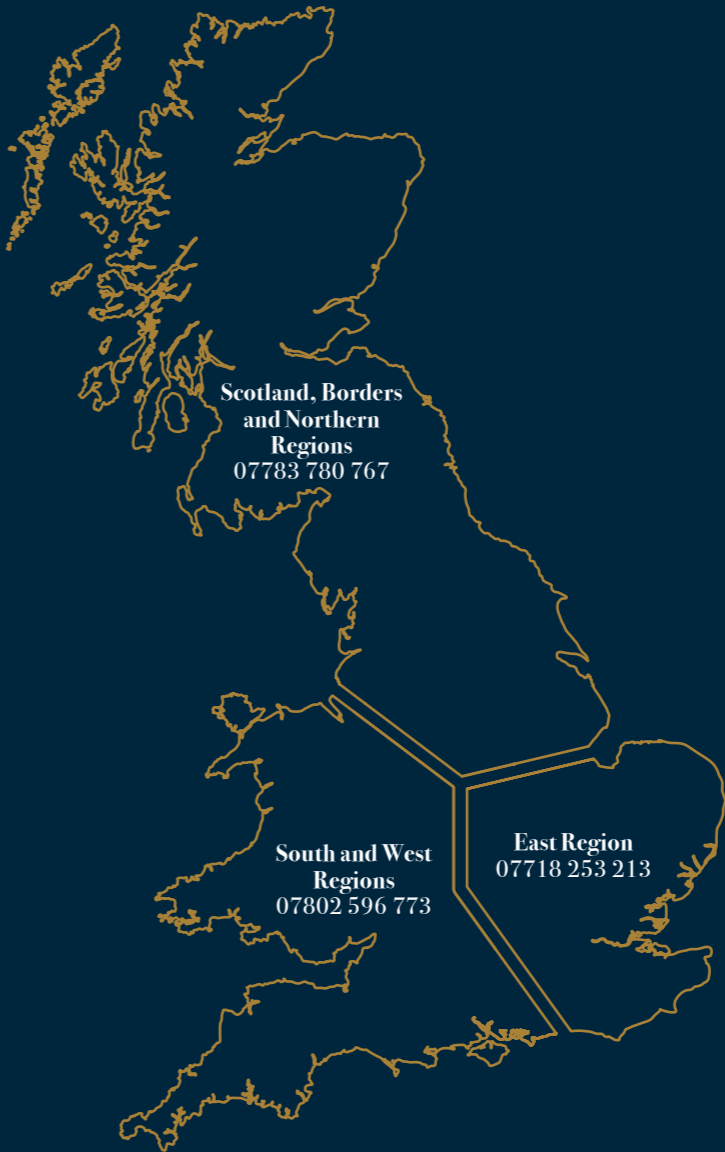 Scotland, Borders
and Northern
Regions
07783 780 767
South and West
Regions
07802 596 773
East Region
07718 253 213